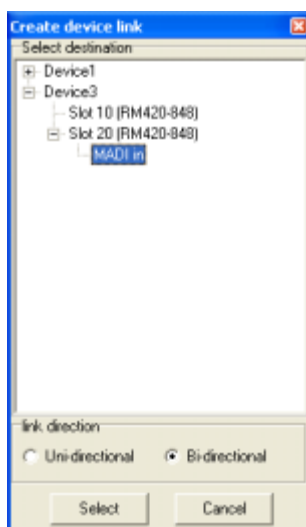 Create device link
Select destination
Device1
Device3
Slot 10 (RM420-848)
Slot 20 (RM420-848)
MADI in
link direction
Uni-directional Bi-directional
Select Cancel